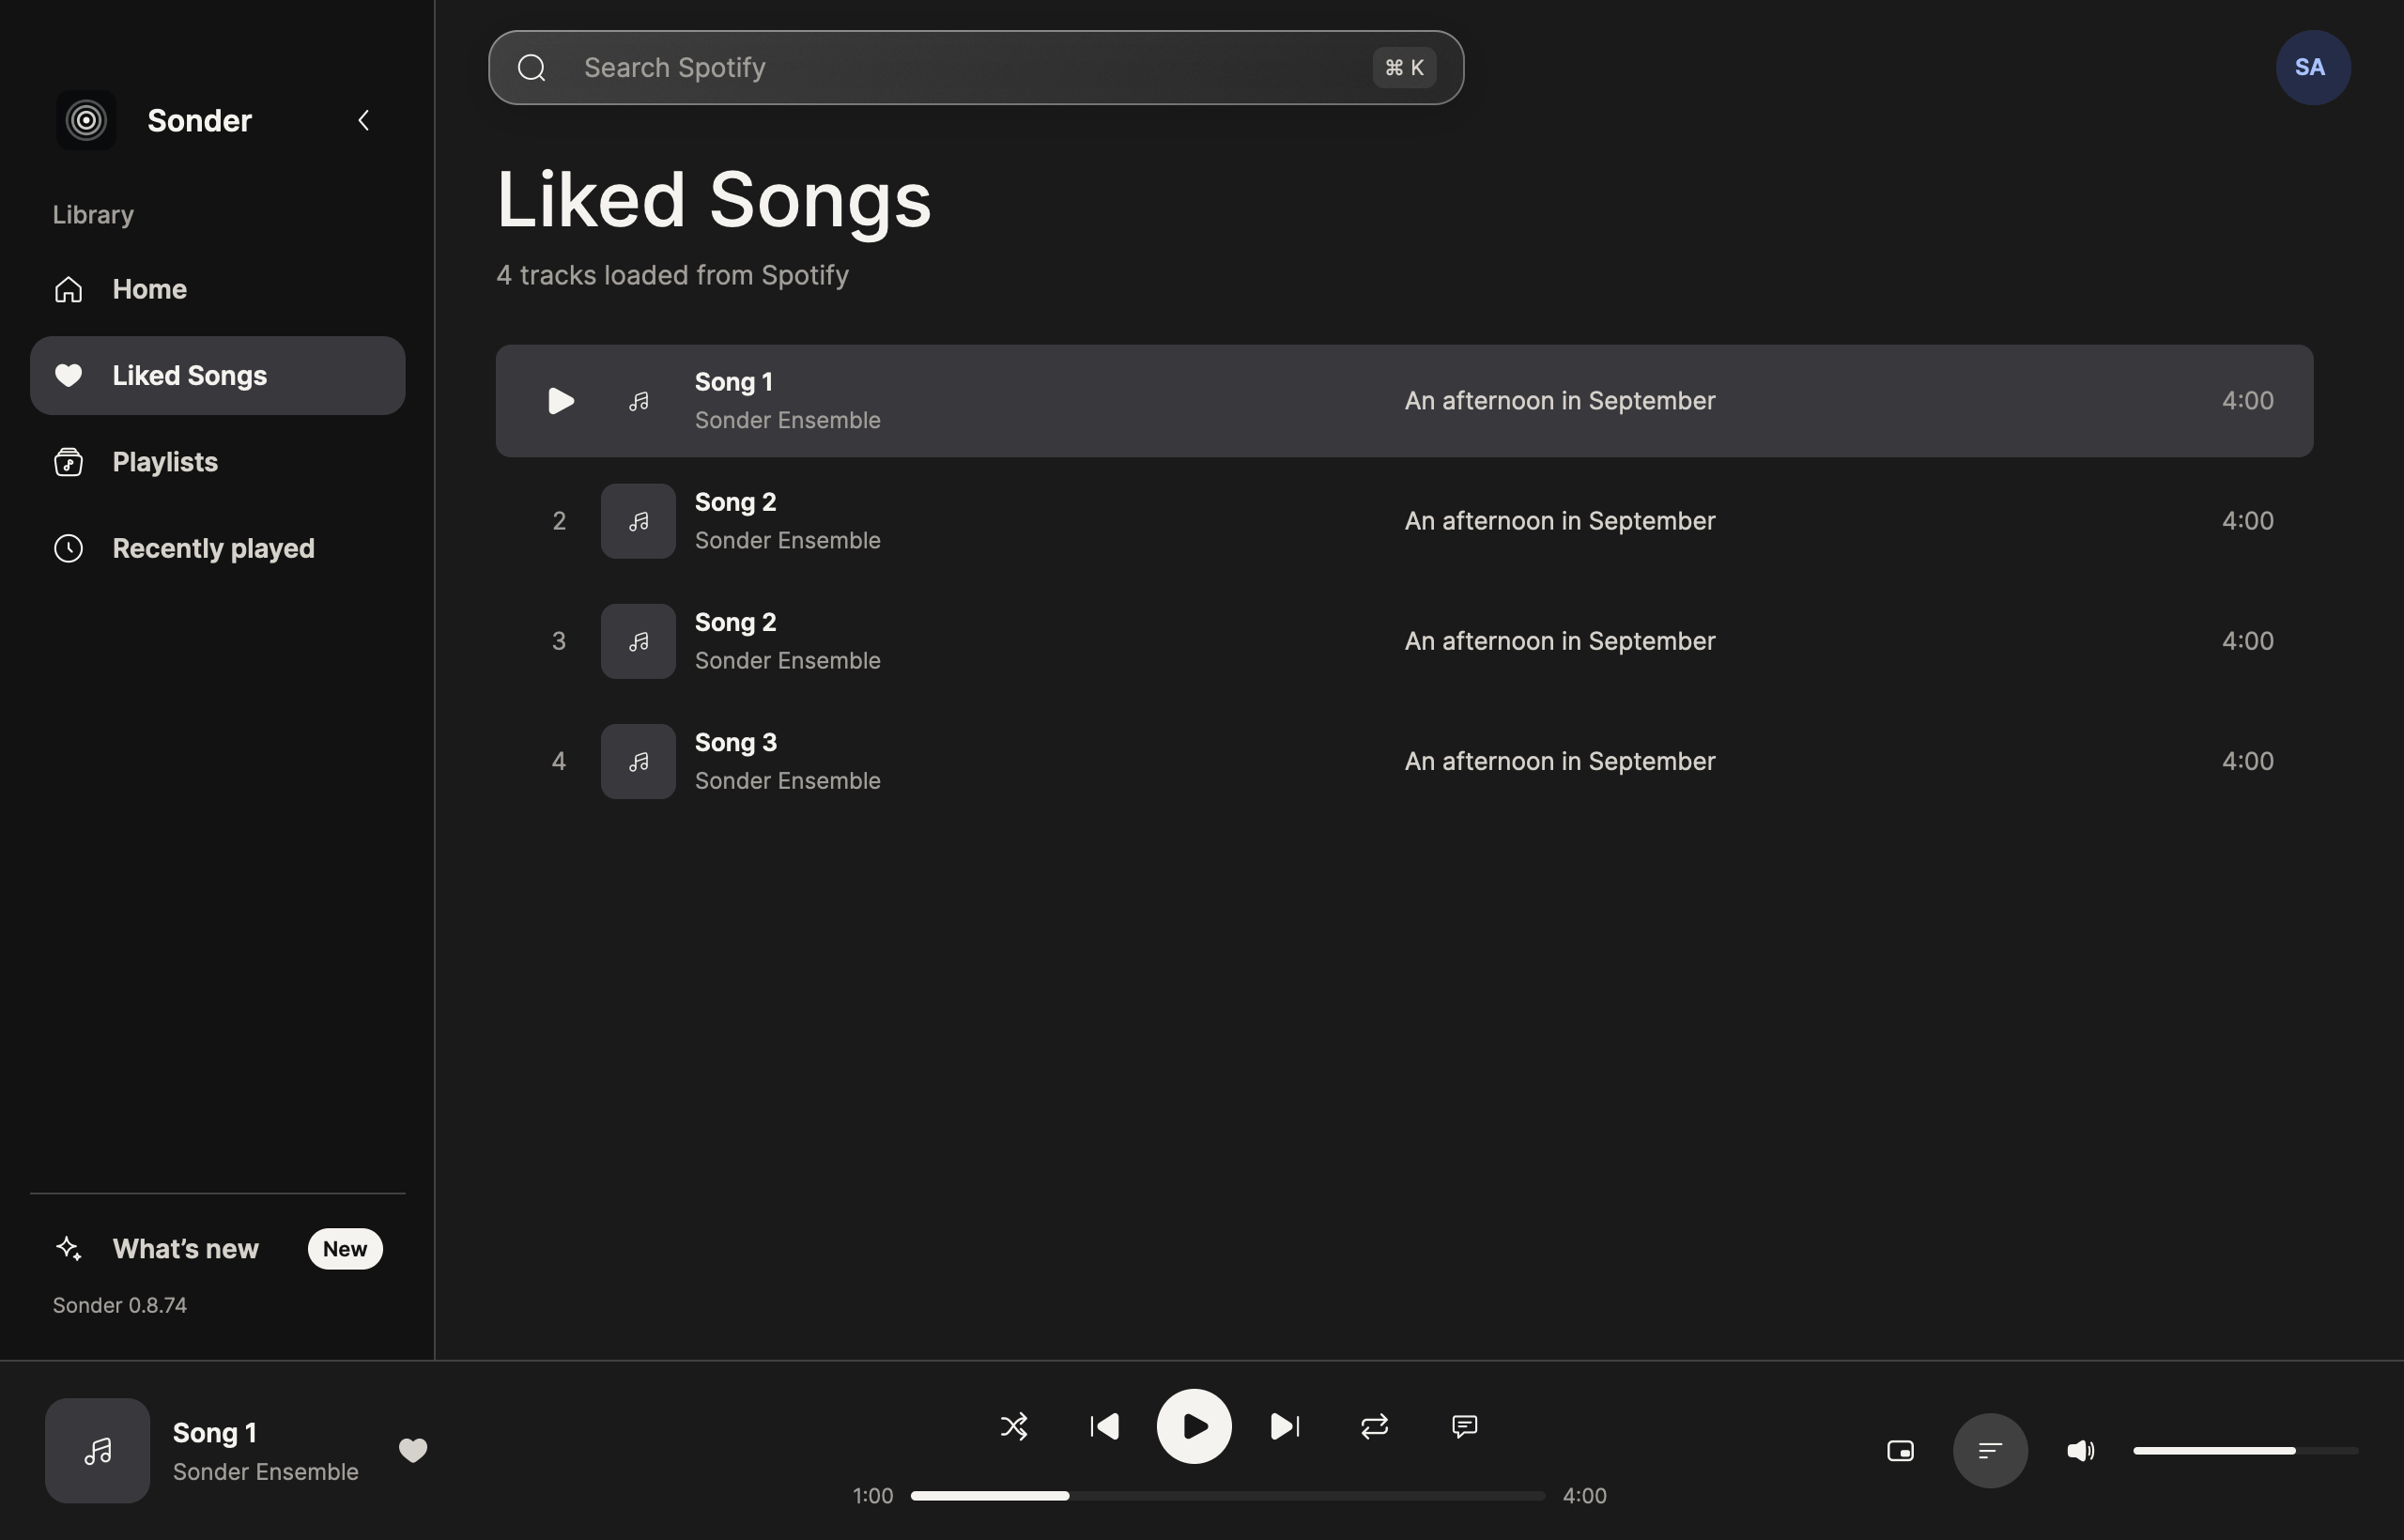 Search Spotify
⌘ K
SA
Sonder
Library
Home
Liked Songs
Playlists
Recently played
What’s new
New
Sonder 0.8.74
Liked Songs
4 tracks loaded from Spotify
Song 1
Sonder Ensemble
An afternoon in September
4:00
2
Song 2
Sonder Ensemble
An afternoon in September
4:00
3
Song 2
Sonder Ensemble
An afternoon in September
4:00
4
Song 3
Sonder Ensemble
An afternoon in September
4:00
Song 1
Sonder Ensemble
1:00
4:00